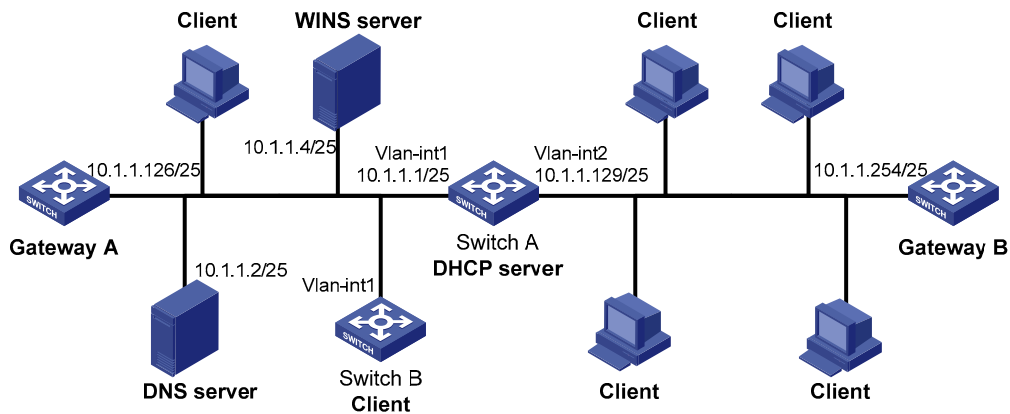 Client
WINS server
Client
Client
10.1.1.126/25
10.1.1.4/25
Vlan-int1
10.1.1.1/25
Vlan-int2
10.1.1.129/25
10.1.1.254/25
SWITCH
SWITCH
SWITCH
Gateway A
Switch A
DHCP server
Gateway B
10.1.1.2/25
Vlan-int1
SWITCH
DNS server
Switch B
Client
Client
Client